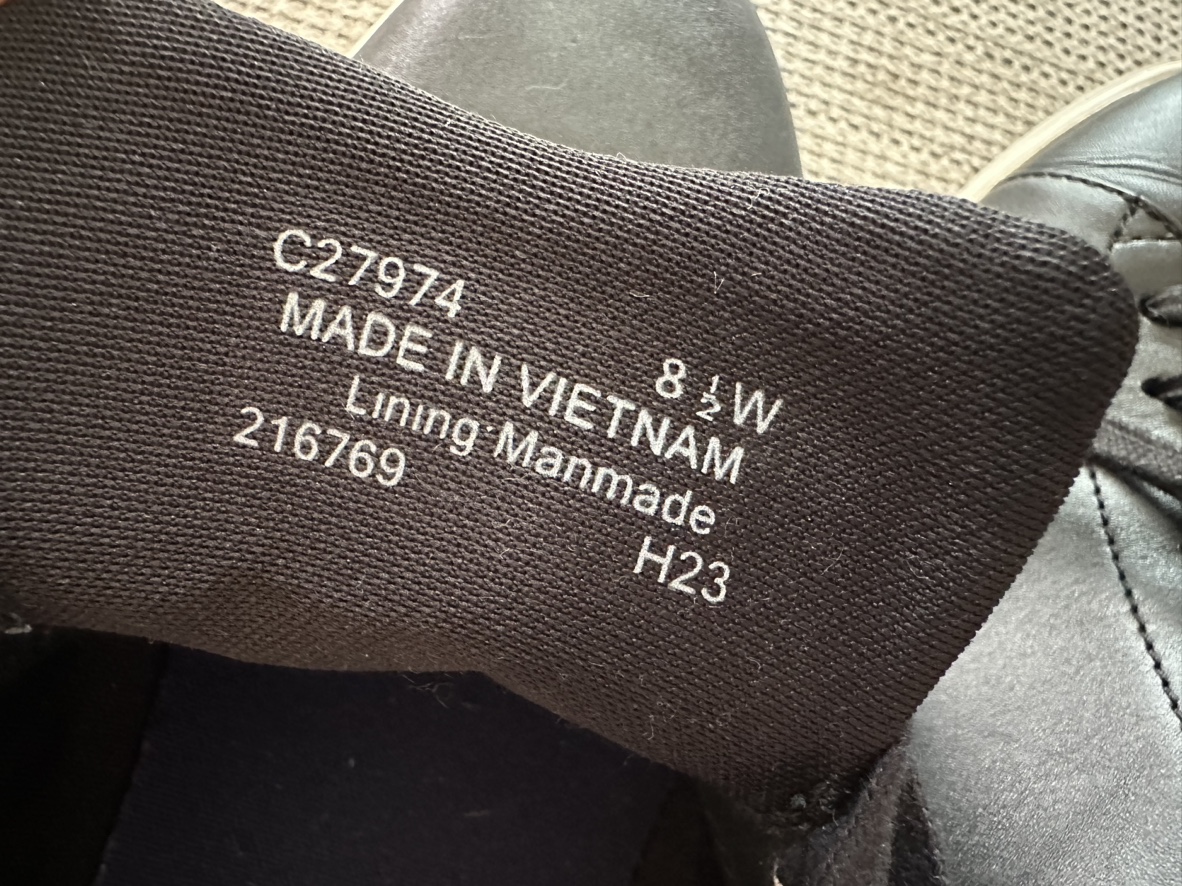 C27974
8 ½ W
MADE IN VIETNAM
Lining·Manmade
216769
H23